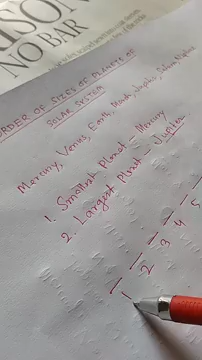 NO BAR
ORDER OF SIZES OF PLANETS OF
SOLAR SYSTEM
Mercury, Venus, Earth, Mars, Jupiter, Saturn, Neptune
1. Smallest Planet - Mercury
2. Largest Planet - Jupiter
1 2 3 4 5